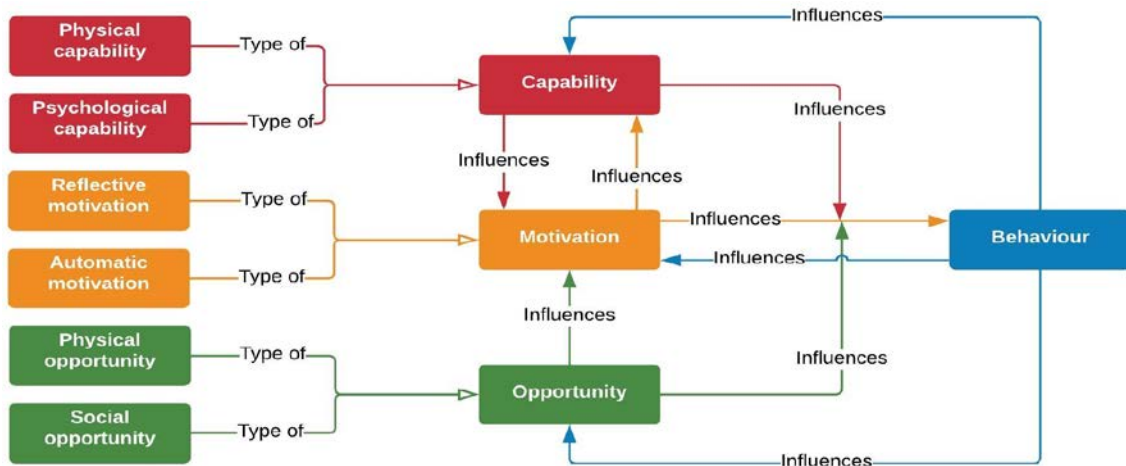 Influences
Physical
capability
Type of
Capability
Psychological
capability
Type of
Influences
Influences
Influences
Reflective
motivation
Type of
Motivation
Influences
Behaviour
Influences
Automatic
motivation
Type of
Influences
Physical
opportunity
Type of
Influences
Opportunity
Social
opportunity
Type of
Influences